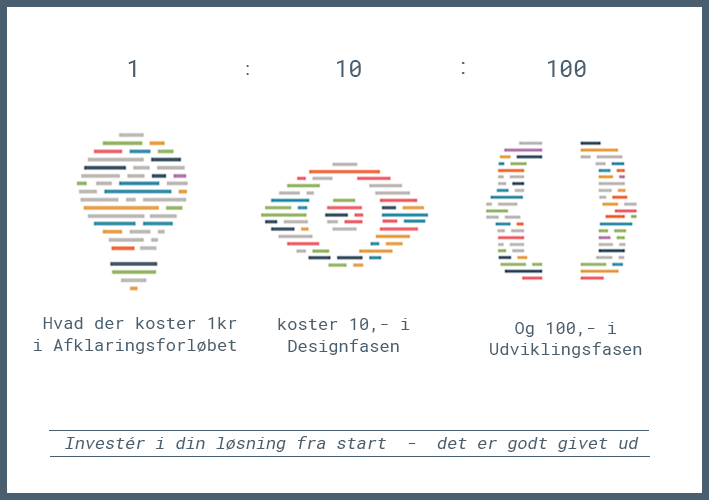 1 : 10 : 100
Hvad der koster 1kr
i Afklaringsforløbet
koster 10,- i
Designfasen
Og 100,- i
Udviklingsfasen
Investér i din løsning fra start - det er godt givet ud